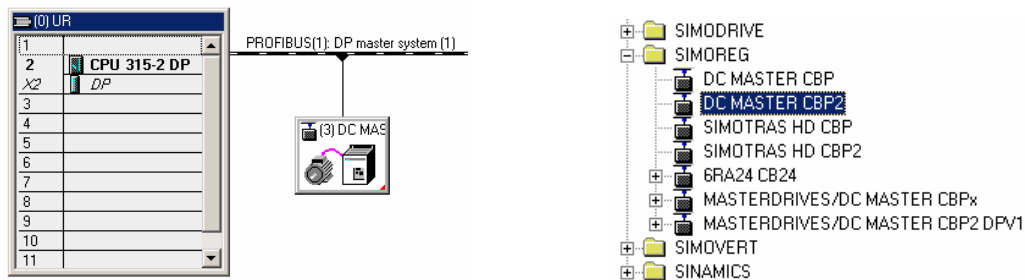 (0) UR
1
2 CPU 315-2 DP
X2 DP
3
4
5
6
7
8
9
10
11
PROFIBUS(1): DP master system (1)
(3) DC MAS
SIMODRIVE
SIMOREG
DC MASTER CBP
DC MASTER CBP2
SIMOTRAS HD CBP
SIMOTRAS HD CBP2
6RA24 CB24
MASTERDRIVES/DC MASTER CBPx
MASTERDRIVES/DC MASTER CBP2 DPV1
SIMOVERT
SINAMICS